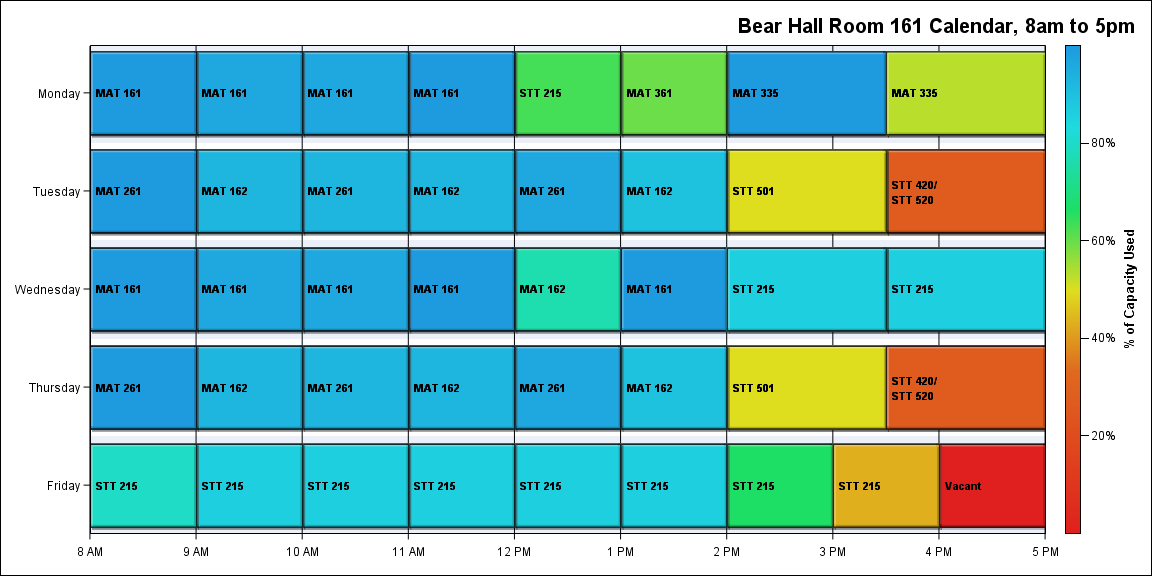 Bear Hall Room 161 Calendar, 8am to 5pm
Monday
MAT 161
MAT 161
MAT 161
MAT 161
STT 215
MAT 361
MAT 335
MAT 335
Tuesday
MAT 261
MAT 162
MAT 261
MAT 162
MAT 261
MAT 162
STT 501
STT 420/
STT 520
Wednesday
MAT 161
MAT 161
MAT 161
MAT 161
MAT 162
MAT 161
STT 215
STT 215
Thursday
MAT 261
MAT 162
MAT 261
MAT 162
MAT 261
MAT 162
STT 501
STT 420/
STT 520
Friday
STT 215
STT 215
STT 215
STT 215
STT 215
STT 215
STT 215
STT 215
Vacant
8 AM
9 AM
10 AM
11 AM
12 PM
1 PM
2 PM
3 PM
4 PM
5 PM
80%
60%
40%
20%
% of Capacity Used